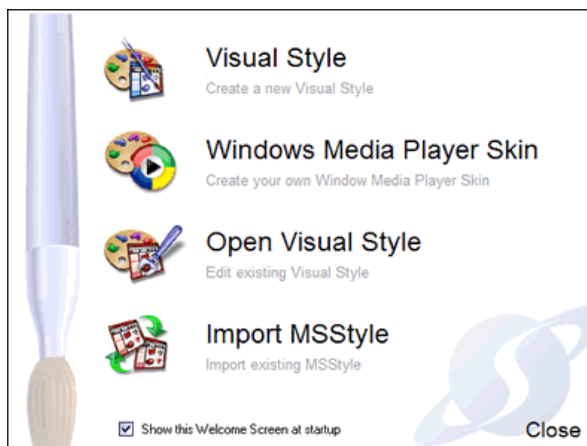 Visual Style
Create a new Visual Style
Windows Media Player Skin
Create your own Window Media Player Skin
Open Visual Style
Edit existing Visual Style
Import MSStyle
Import existing MSStyle
Show this Welcome Screen at startup
Close